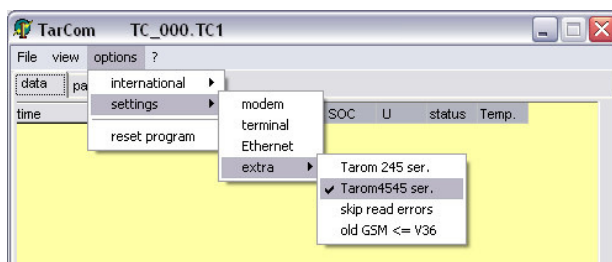 TarCom TC_000.TC1
File view options ?
data pa
international
time settings modem SOC U status Temp.
terminal
reset program
Ethernet
extra Tarom 245 ser.
Tarom4545 ser.
skip read errors
old GSM <= V36